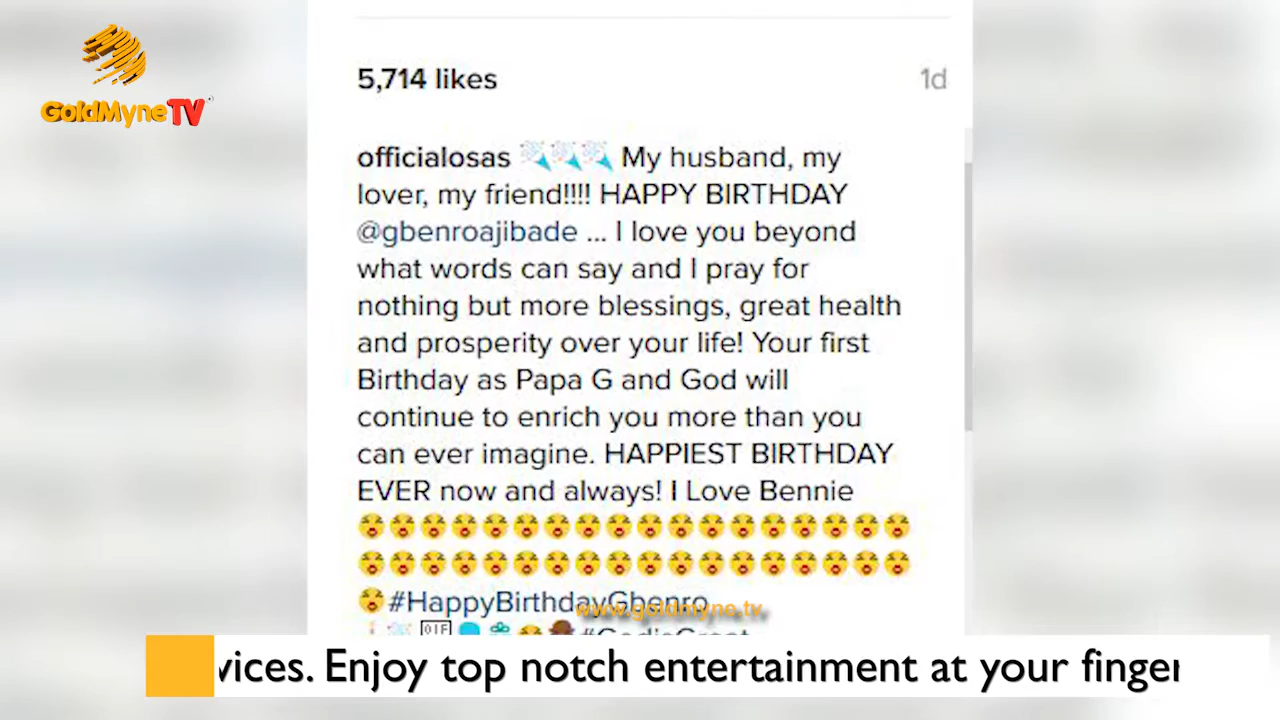 GoldMyneTV
5,714 likes 1d
officialosas My husband, my
lover, my friend!!!! HAPPY BIRTHDAY
@gbenroajibade ... I love you beyond
what words can say and I pray for
nothing but more blessings, great health
and prosperity over your life! Your first
Birthday as Papa G and God will
continue to enrich you more than you
can ever imagine. HAPPIEST BIRTHDAY
EVER now and always! I Love Bennie
#HappyBirthdayGbenro
www.goldmyne.tv
#GodisGreat
vices. Enjoy top notch entertainment at your finger